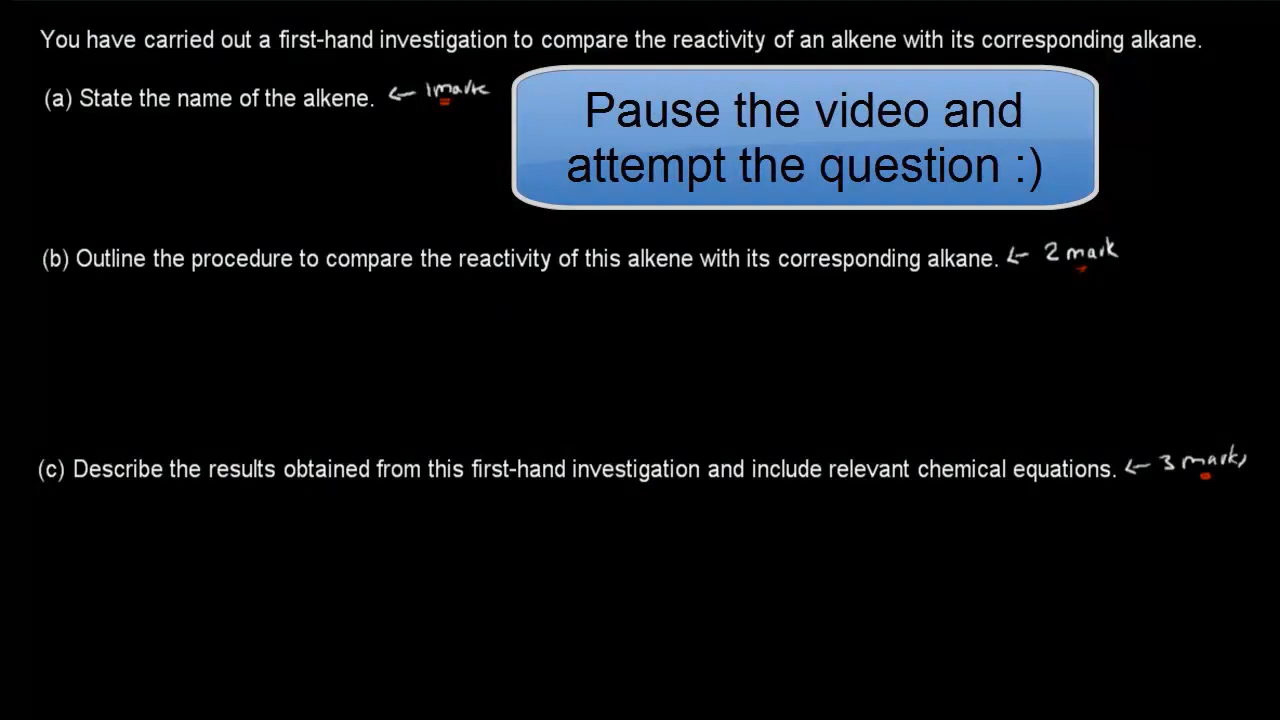 You have carried out a first-hand investigation to compare the reactivity of an alkene with its corresponding alkane.
(a) State the name of the alkene. ← 1 mark
Pause the video and
attempt the question :)
(b) Outline the procedure to compare the reactivity of this alkene with its corresponding alkane. ← 2 mark
(c) Describe the results obtained from this first-hand investigation and include relevant chemical equations. ← 3 marks